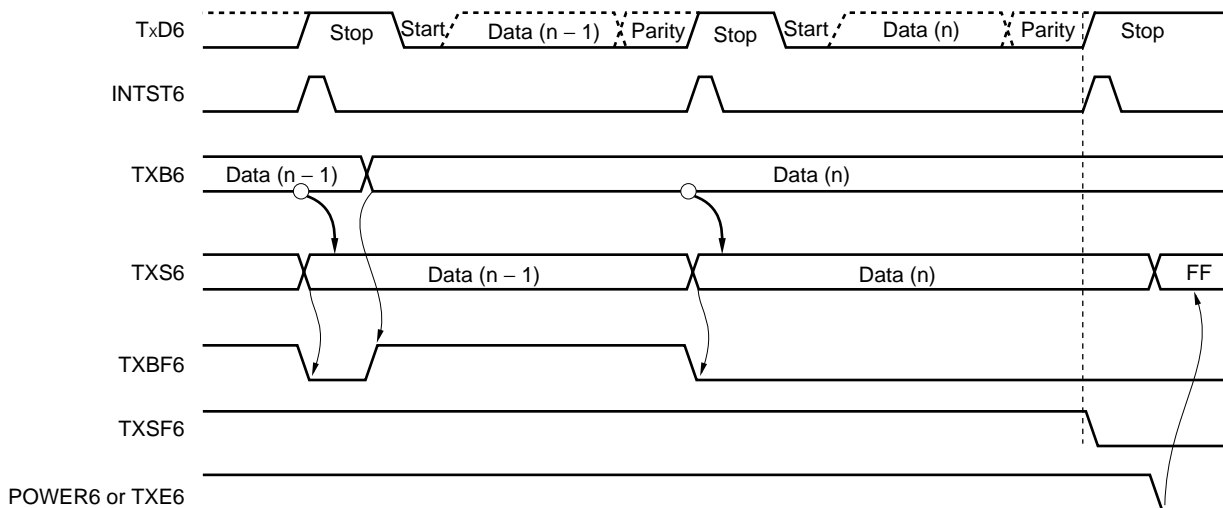 TxD6 Stop Start Data (n − 1) Parity Stop Start Data (n) Parity Stop
INTST6
TXB6 Data (n − 1) Data (n)
TXS6 Data (n − 1) Data (n) FF
TXBF6
TXSF6
POWER6 or TXE6